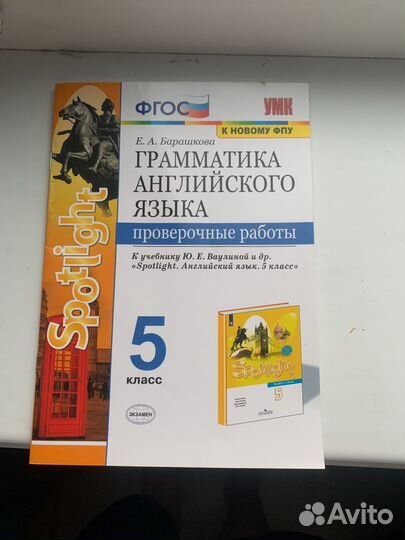 ФГОС
УМК
К НОВОМУ ФПУ
Е. А. Барашкова
ГРАММАТИКА
АНГЛИЙСКОГО
ЯЗЫКА
проверочные работы
К учебнику Ю. Е. Ваулиной и др.
«Spotlight. Английский язык. 5 класс»
Spotlight
5
класс
Spotlight
5
ЭКЗАМЕН
Avito